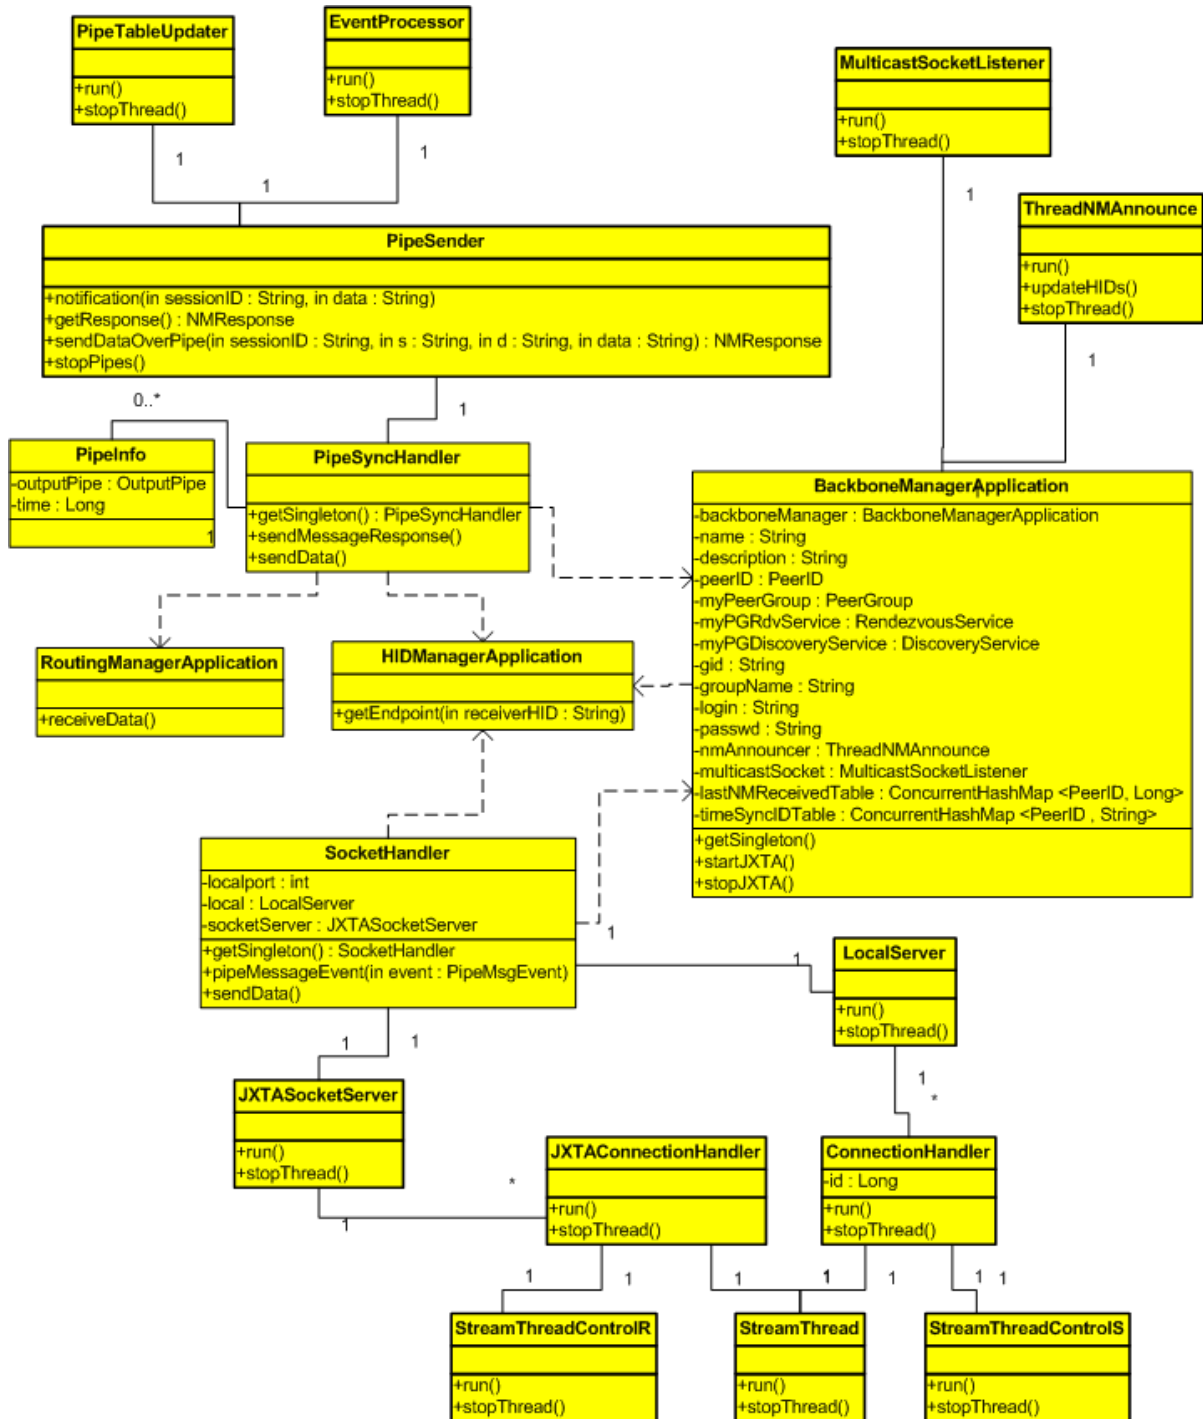 PipeTableUpdater
+run()
+stopThread()
EventProcessor
+run()
+stopThread()
MulticastSocketListener
+run()
+stopThread()
1
1
1
1
ThreadNMAnnounce
+run()
+updateHIDs()
+stopThread()
1
PipeSender
+notification(in sessionID : String, in data : String)
+getResponse() : NMResponse
+sendDataOverPipe(in sessionID : String, in s : String, in d : String, in data : String) : NMResponse
+stopPipes()
0..*
1
PipeInfo
-outputPipe : OutputPipe
-time : Long
1
PipeSyncHandler
+getSingleton() : PipeSyncHandler
+sendMessageResponse()
+sendData()
BackboneManagerApplication
-backboneManager : BackboneManagerApplication
-name : String
-description : String
-peerID : PeerID
-myPeerGroup : PeerGroup
-myPGRdvService : RendezvousService
-myPGDiscoveryService : DiscoveryService
-gid : String
-groupName : String
-login : String
-passwd : String
-nmAnnouncer : ThreadNMAnnounce
-multicastSocket : MulticastSocketListener
-lastNMReceivedTable : ConcurrentHashMap <PeerID, Long>
-timeSyncIDTable : ConcurrentHashMap <PeerID , String>
+getSingleton()
+startJXTA()
+stopJXTA()
RoutingManagerApplication
+receiveData()
HIDManagerApplication
+getEndpoint(in receiverHID : String)
SocketHandler
-localport : int
-local : LocalServer
-socketServer : JXTASocketServer
+getSingleton() : SocketHandler
+pipeMessageEvent(in event : PipeMsgEvent)
+sendData()
1
1
LocalServer
+run()
+stopThread()
1
1
1
*
JXTASocketServer
+run()
+stopThread()
1
*
JXTAConnectionHandler
+run()
+stopThread()
ConnectionHandler
-id : Long
+run()
+stopThread()
1
1
1
1
1
1
1
StreamThreadControlR
+run()
+stopThread()
StreamThread
+run()
+stopThread()
StreamThreadControlS
+run()
+stopThread()